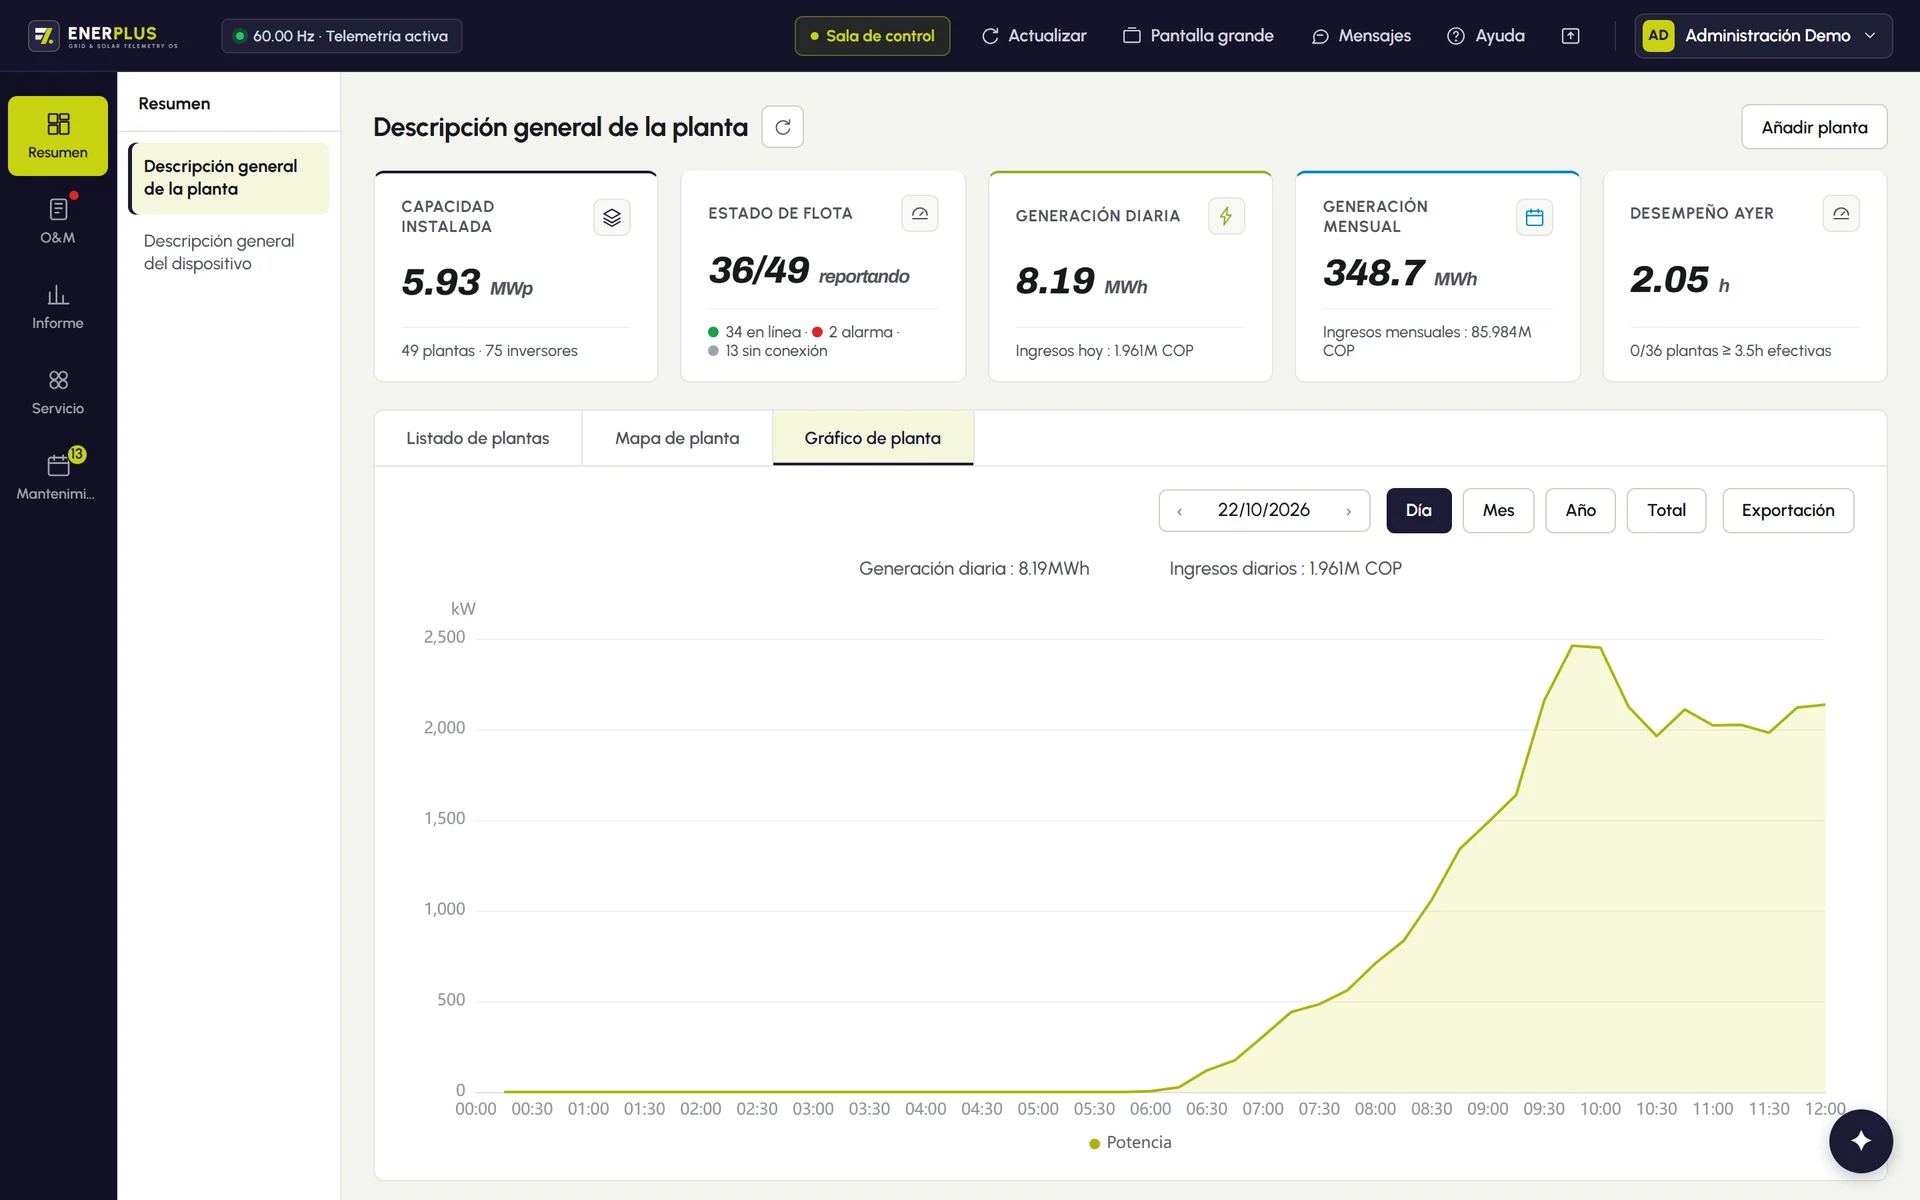 ENERPLUS
GRID & SOLAR TELEMETRY OS
60.00 Hz · Telemetría activa
Sala de control
Actualizar
Pantalla grande
Mensajes
Ayuda
AD
Administración Demo
Resumen
O&M
Informe
Servicio
13
Mantenimi...
Resumen
Descripción general
de la planta
Descripción general
del dispositivo
Descripción general de la planta
Añadir planta
CAPACIDAD
INSTALADA
5.93 MWp
49 plantas · 75 inversores
ESTADO DE FLOTA
36/49 reportando
34 en línea · 2 alarma ·
13 sin conexión
GENERACIÓN DIARIA
8.19 MWh
Ingresos hoy : 1.961M COP
GENERACIÓN
MENSUAL
348.7 MWh
Ingresos mensuales : 85.984M
COP
DESEMPEÑO AYER
2.05 h
0/36 plantas ≥ 3.5h efectivas
Listado de plantas
Mapa de planta
Gráfico de planta
‹ 22/10/2026 ›
Día
Mes
Año
Total
Exportación
Generación diaria : 8.19MWh
Ingresos diarios : 1.961M COP
kW
2,500
2,000
1,500
1,000
500
0
00:00 00:30 01:00 01:30 02:00 02:30 03:00 03:30 04:00 04:30 05:00 05:30 06:00 06:30 07:00 07:30 08:00 08:30 09:00 09:30 10:00 10:30 11:00 11:30 12:00
Potencia